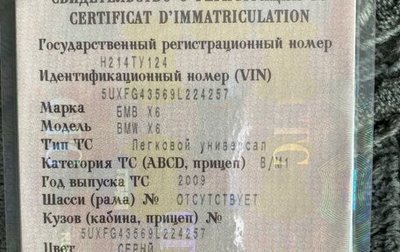 CERTIFICAT D'IMMATRICULATION
Государственный регистрационный номер
Н214ТУ124
Идентификационный номер (VIN)
5UXFG43569L224257
Марка БМВ X6
Модель BMW X6
Тип ТС Легковой универсал
Категория ТС (ABCD, прицеп) B/M1
Год выпуска ТС 2009
Шасси (рама) № ОТСУТСТВУЕТ
Кузов (кабина, прицеп) №
5UXFG43569L224257
Цвет СЕРЫЙ